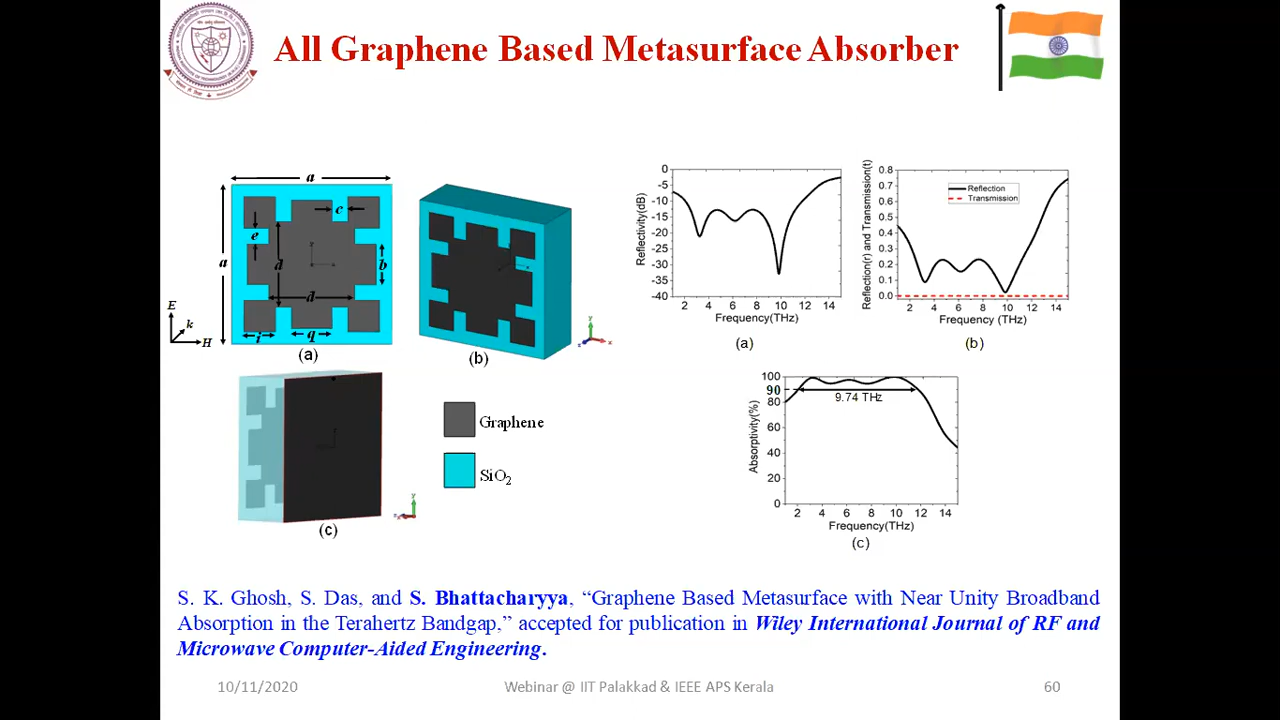 All Graphene Based Metasurface Absorber
a
c
e
a
d
b
z
d
i
q
E
k
H
(a)
(b)
(c)
Graphene
SiO₂
Reflectivity(dB)
0
-5
-10
-15
-20
-25
-30
-35
-40
2 4 6 8 10 12 14
Frequency(THz)
(a)
Reflection(r) and Transmission(t)
0.8
0.7
0.6
0.5
0.4
0.3
0.2
0.1
0.0
Reflection
Transmission
2 4 6 8 10 12 14
Frequency (THz)
(b)
Absorptivity(%)
100
90
80
60
40
20
0
9.74 THz
2 4 6 8 10 12 14
Frequency(THz)
(c)
S. K. Ghosh, S. Das, and S. Bhattacharyya, “Graphene Based Metasurface with Near Unity Broadband
Absorption in the Terahertz Bandgap,” accepted for publication in Wiley International Journal of RF and
Microwave Computer-Aided Engineering.
10/11/2020
Webinar @ IIT Palakkad & IEEE APS Kerala
60